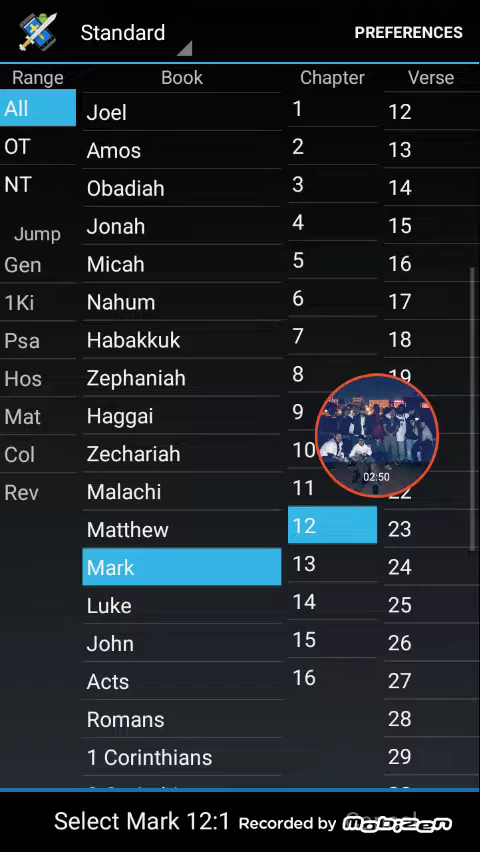 Standard
PREFERENCES
Range Book Chapter Verse
All
OT
NT
Jump
Gen
1Ki
Psa
Hos
Mat
Col
Rev
Joel
Amos
Obadiah
Jonah
Micah
Nahum
Habakkuk
Zephaniah
Haggai
Zechariah
Malachi
Matthew
Mark
Luke
John
Acts
Romans
1 Corinthians
1
2
3
4
5
6
7
8
9
10
11
12
13
14
15
16
12
13
14
15
16
17
18
19
22
23
24
25
26
27
28
29
02:50
Select Mark 12:1
Recorded by mobizen